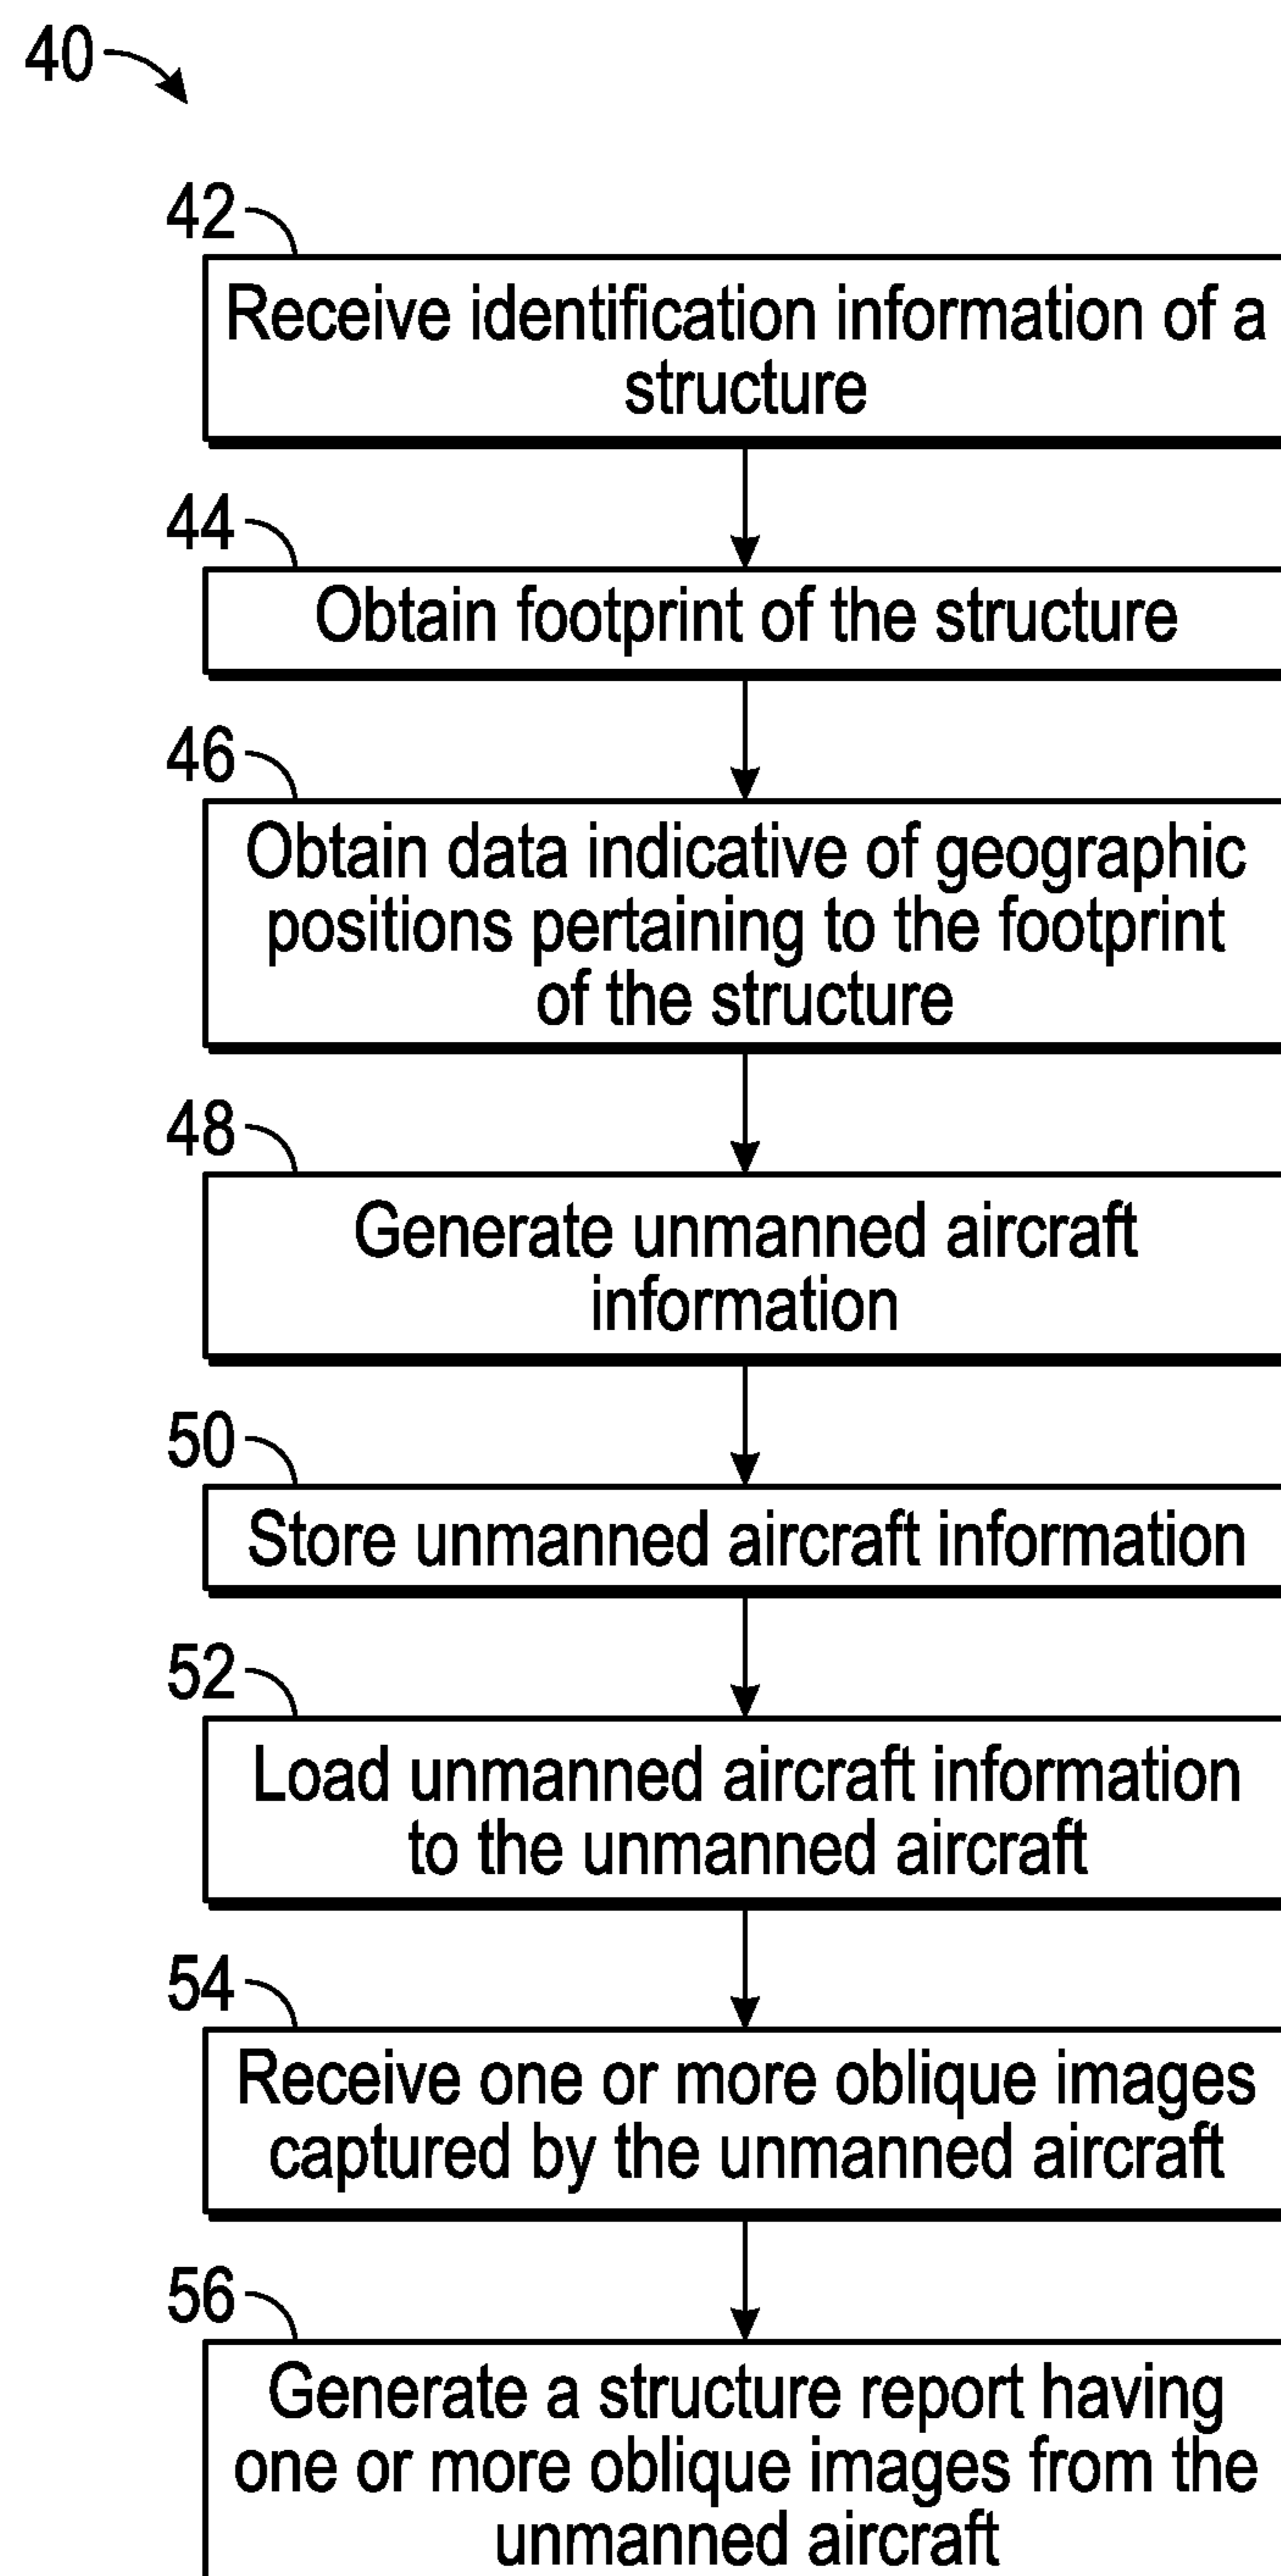 40
42
Receive identification information of a
structure
44
Obtain footprint of the structure
46
Obtain data indicative of geographic
positions pertaining to the footprint
of the structure
48
Generate unmanned aircraft
information
50
Store unmanned aircraft information
52
Load unmanned aircraft information
to the unmanned aircraft
54
Receive one or more oblique images
captured by the unmanned aircraft
56
Generate a structure report having
one or more oblique images from the
unmanned aircraft